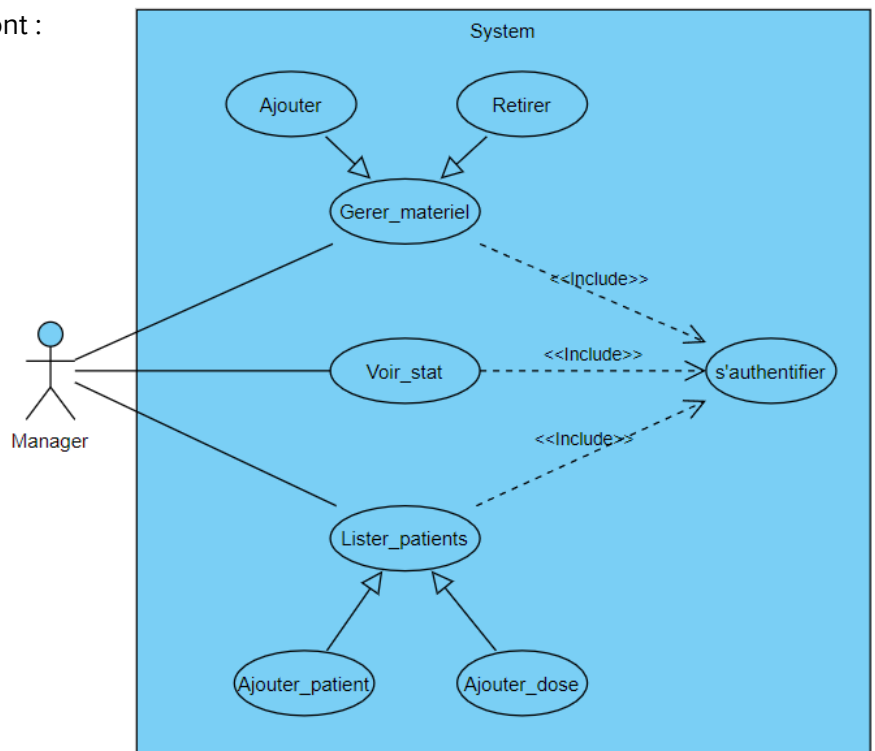 ont :
System
Ajouter
Retirer
Gerer_materiel
<<Include>>
<<Include>>
Voir_stat
s'authentifier
Manager
<<Include>>
Lister_patients
Ajouter_patient
Ajouter_dose